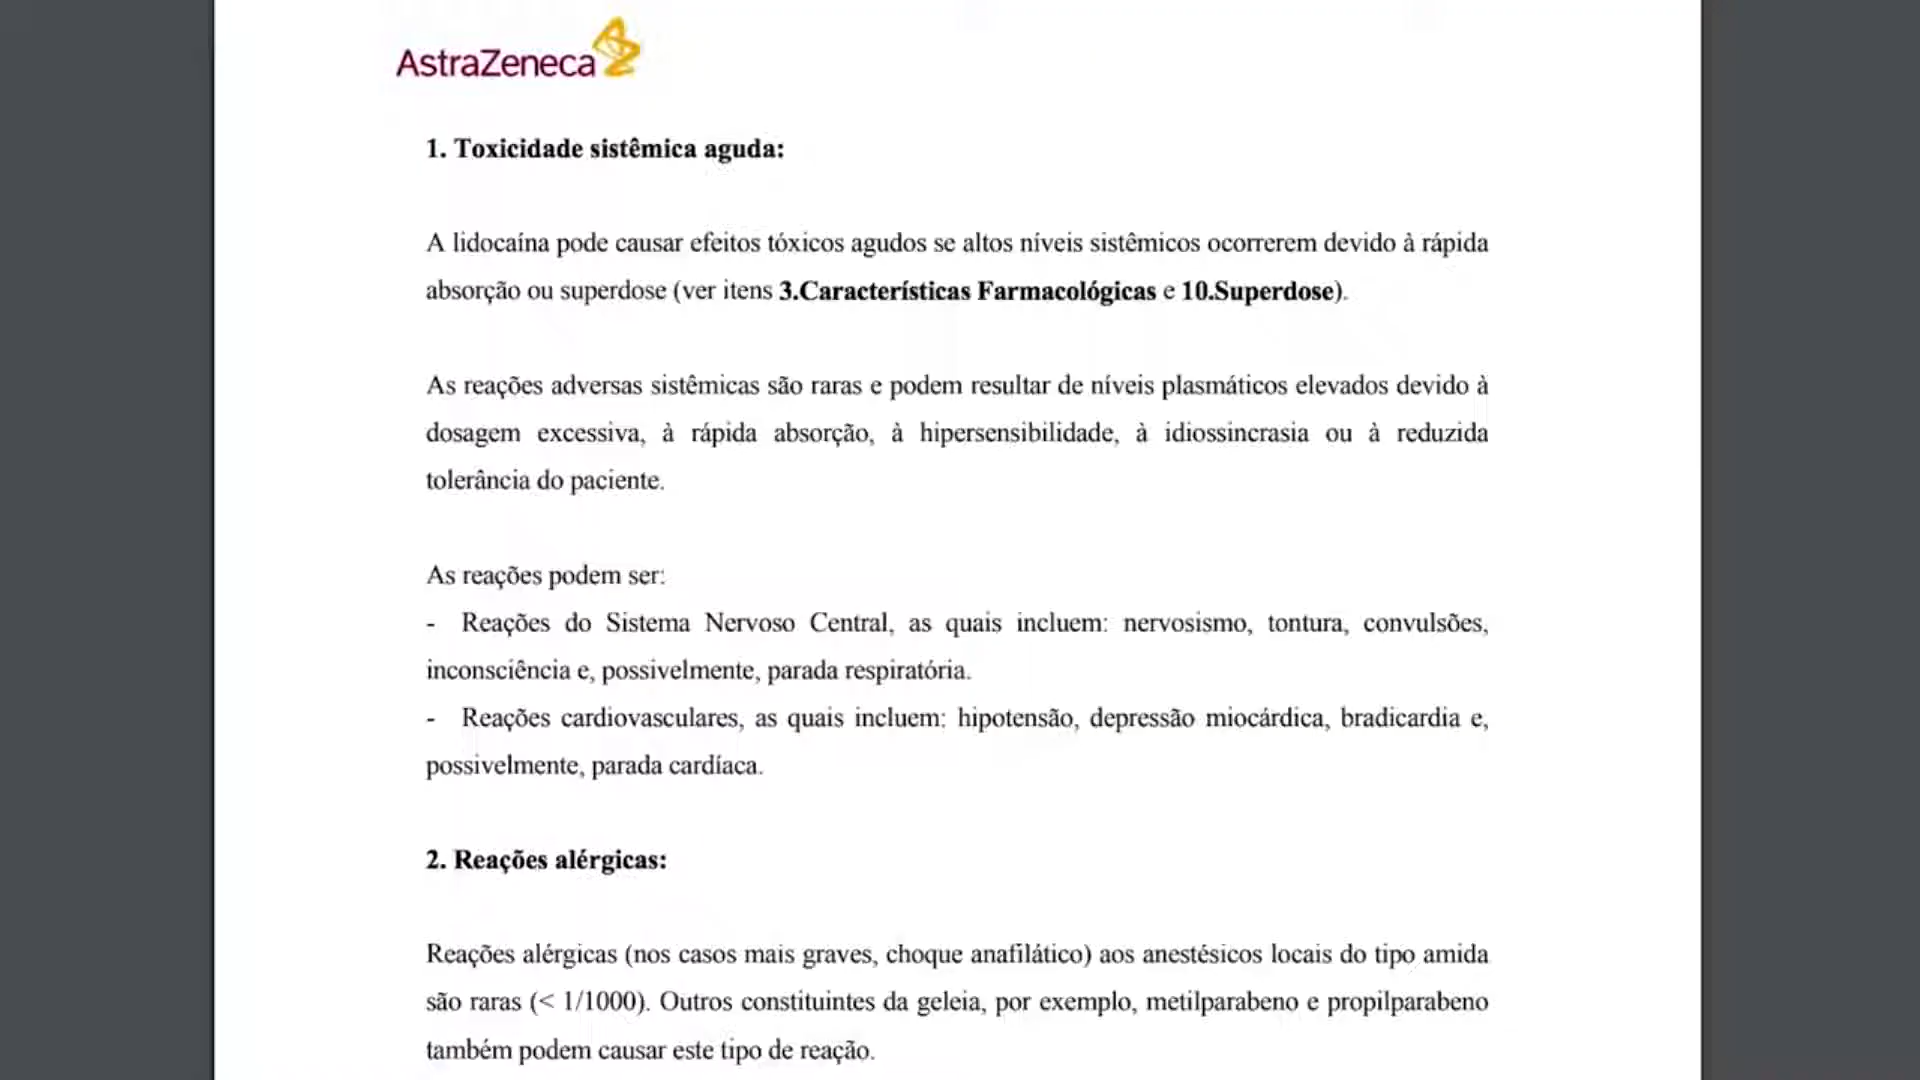 AstraZeneca
1. Toxicidade sistêmica aguda:
A lidocaína pode causar efeitos tóxicos agudos se altos níveis sistêmicos ocorrerem devido à rápida
absorção ou superdose (ver itens 3.Características Farmacológicas e 10.Superdose).
As reações adversas sistêmicas são raras e podem resultar de níveis plasmáticos elevados devido à
dosagem excessiva, à rápida absorção, à hipersensibilidade, à idiossincrasia ou à reduzida
tolerância do paciente.
As reações podem ser:
- Reações do Sistema Nervoso Central, as quais incluem: nervosismo, tontura, convulsões,
inconsciência e, possivelmente, parada respiratória.
- Reações cardiovasculares, as quais incluem: hipotensão, depressão miocárdica, bradicardia e,
possivelmente, parada cardíaca.
2. Reações alérgicas:
Reações alérgicas (nos casos mais graves, choque anafilático) aos anestésicos locais do tipo amida
são raras (< 1/1000). Outros constituintes da geleia, por exemplo, metilparabeno e propilparabeno
também podem causar este tipo de reação.